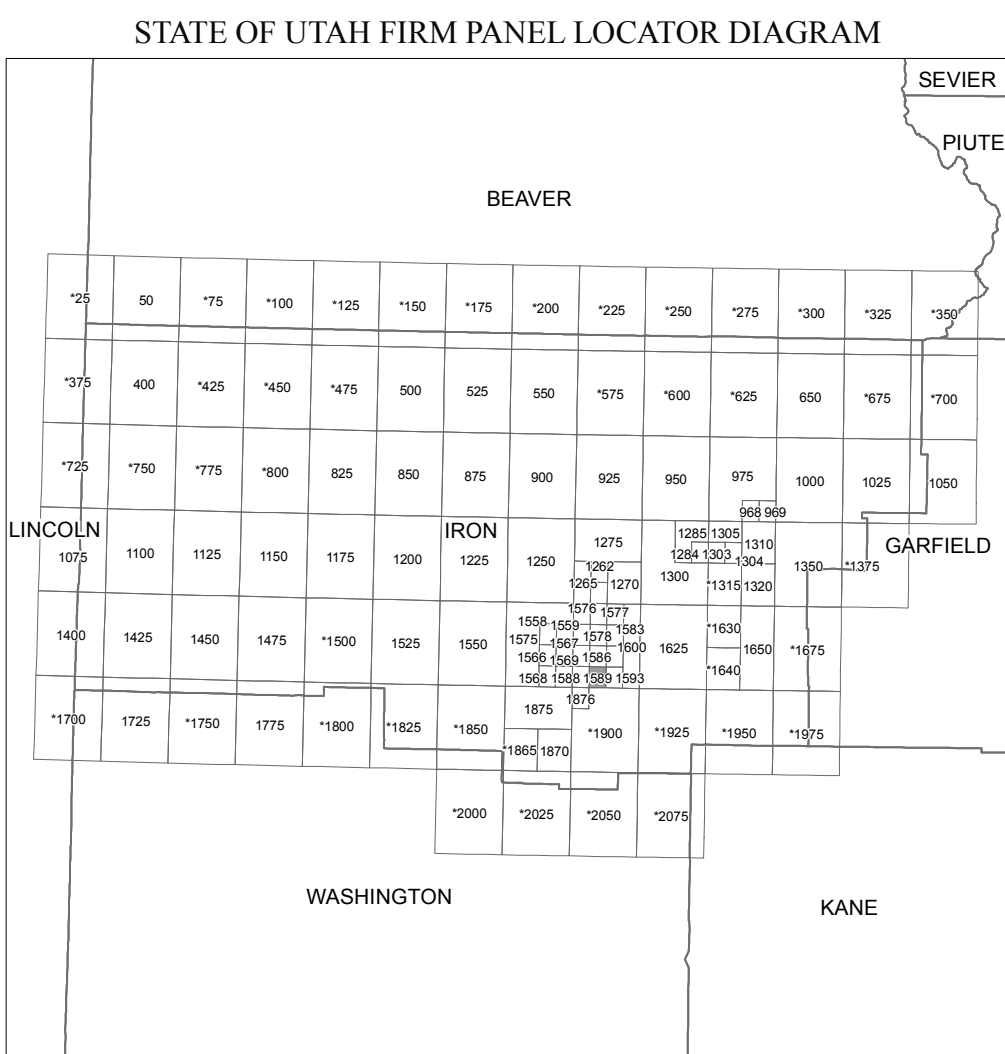 STATE OF UTAH FIRM PANEL LOCATOR DIAGRAM
SEVIER
PIUTE
BEAVER
*25 50 *75 *100 *125 *150 *175 *200 *225 *250 *275 *300 *325 *350
*375 400 *425 *450 *475 500 525 550 *575 *600 *625 650 *675 *700
*725 *750 *775 *800 825 850 875 900 925 950 975 1000 1025 1050
968 969
LINCOLN IRON GARFIELD
1285 1305
1275 1310
1075 1100 1125 1150 1175 1200 1225 1250 1284 1303 1304 1350 *1375
1262 1300
1265 1270 *1315 1320
1576 1577
1558 1559 1583 *1630
1400 1425 1450 1475 *1500 1525 1550 1575 1567 1578 1600 1625 1650 *1675
1566 1569 1586 *1640
1568 1588 1589 1593
1876
1875
*1700 1725 *1750 1775 *1800 *1825 *1850 *1900 *1925 *1950 *1975
*1865 1870
*2000 *2025 *2050 *2075
WASHINGTON
KANE